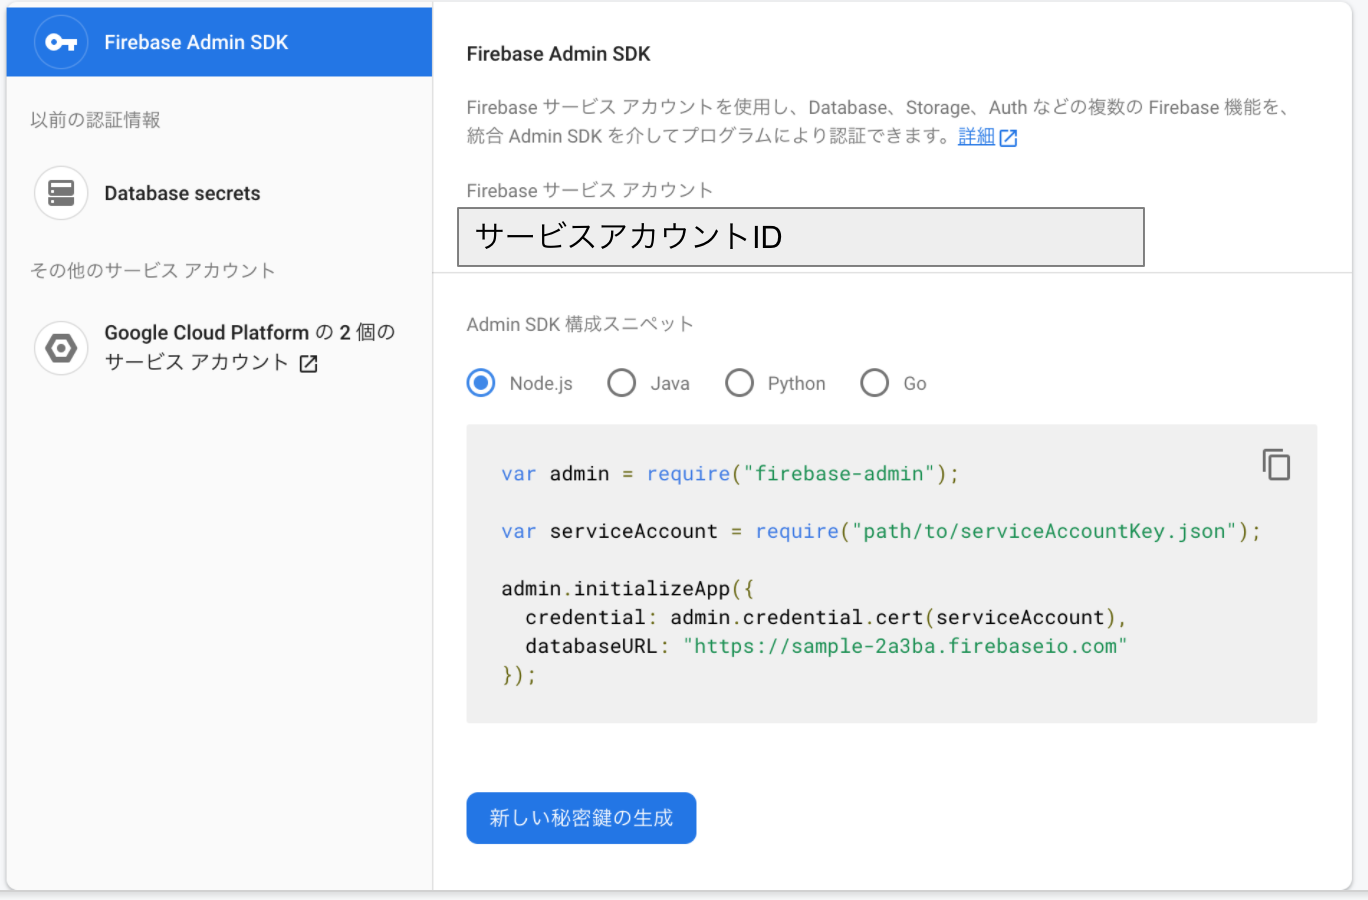 Firebase Admin SDK
以前の認証情報
Database secrets
その他のサービス アカウント
Google Cloud Platform の 2 個の
サービス アカウント
Firebase Admin SDK
Firebase サービス アカウントを使用し、Database、Storage、Auth などの複数の Firebase 機能を、
統合 Admin SDK を介してプログラムにより認証できます。詳細
Firebase サービス アカウント
サービスアカウントID
Admin SDK 構成スニペット
Node.js Java Python Go
var admin = require("firebase-admin");
var serviceAccount = require("path/to/serviceAccountKey.json");
admin.initializeApp({
  credential: admin.credential.cert(serviceAccount),
  databaseURL: "https://sample-2a3ba.firebaseio.com"
});
新しい秘密鍵の生成